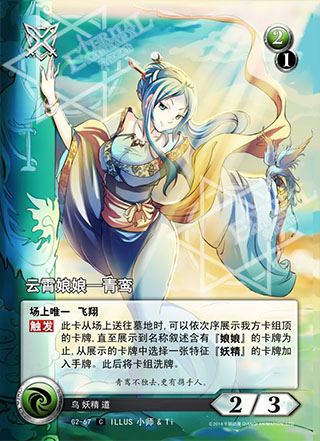 2
1
云霄娘娘—青鸾
场上唯一 飞翔
触发 此卡从场上送往墓地时,可以依次序展示我方卡组顶
的卡牌,直至展示到名称叙述含有『娘娘』的卡牌为
止,从展示的卡牌中选择一张特征『妖精』的卡牌加
入手牌。此后将卡组洗牌。
青鸾不独去,更有携手人。
鸟 妖精 道
2 / 3
G2-67 C ILLUS 小师 & Ti